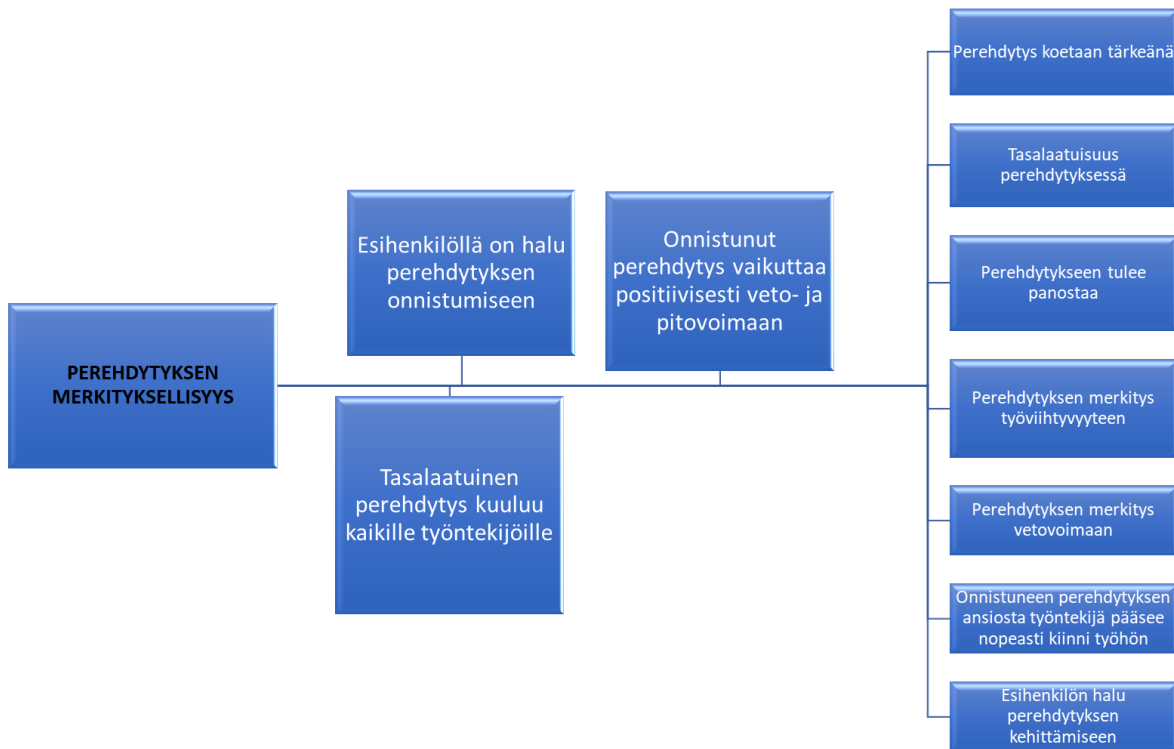 PEREHDYTYKSEN
MERKITYKSELLISYYS
Esihenkilöllä on halu
perehdytyksen
onnistumiseen
Tasalaatuinen
perehdytys kuuluu
kaikille työntekijöille
Onnistunut
perehdytys vaikuttaa
positiivisesti veto- ja
pitovoimaan
Perehdytys koetaan tärkeänä
Tasalaatuisuus
perehdytyksessä
Perehdytykseen tulee
panostaa
Perehdytyksen merkitys
työviihtyvyyteen
Perehdytyksen merkitys
vetovoimaan
Onnistuneen perehdytyksen
ansiosta työntekijä pääsee
nopeasti kiinni työhön
Esihenkilön halu
perehdytyksen
kehittämiseen